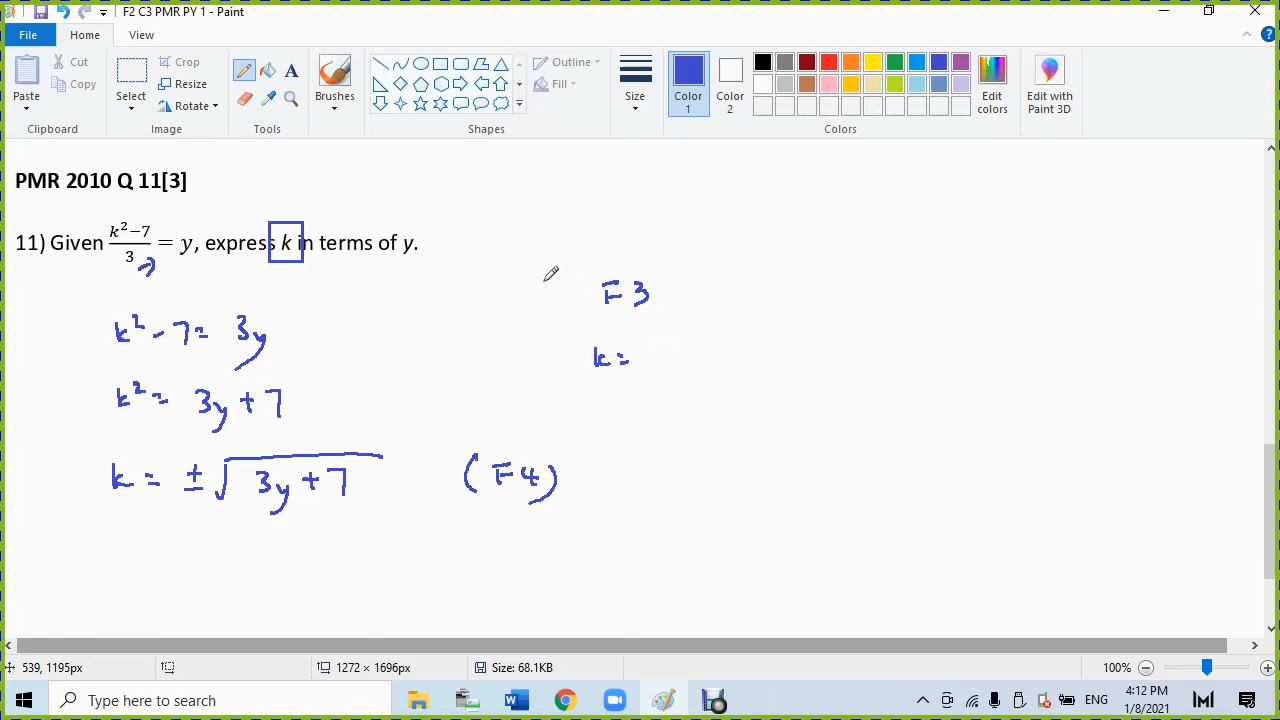 F2 C3 PMR PY 1 - Paint
File Home View
Paste Cut Copy Clipboard
Select Crop Resize Rotate Image
A Tools
Brushes
Outline Fill Shapes
Size
Color 1 Color 2 Edit colors Colors
Edit with Paint 3D
PMR 2010 Q 11[3]
11) Given k²−7/3 = y, express k in terms of y.
k² - 7 = 3y
k² = 3y + 7
k = ±√3y + 7 (F4)
F3
k =
539, 1195px 1272 × 1696px Size: 68.1KB 100%
Type here to search ENG 4:12 PM
1/8/2021